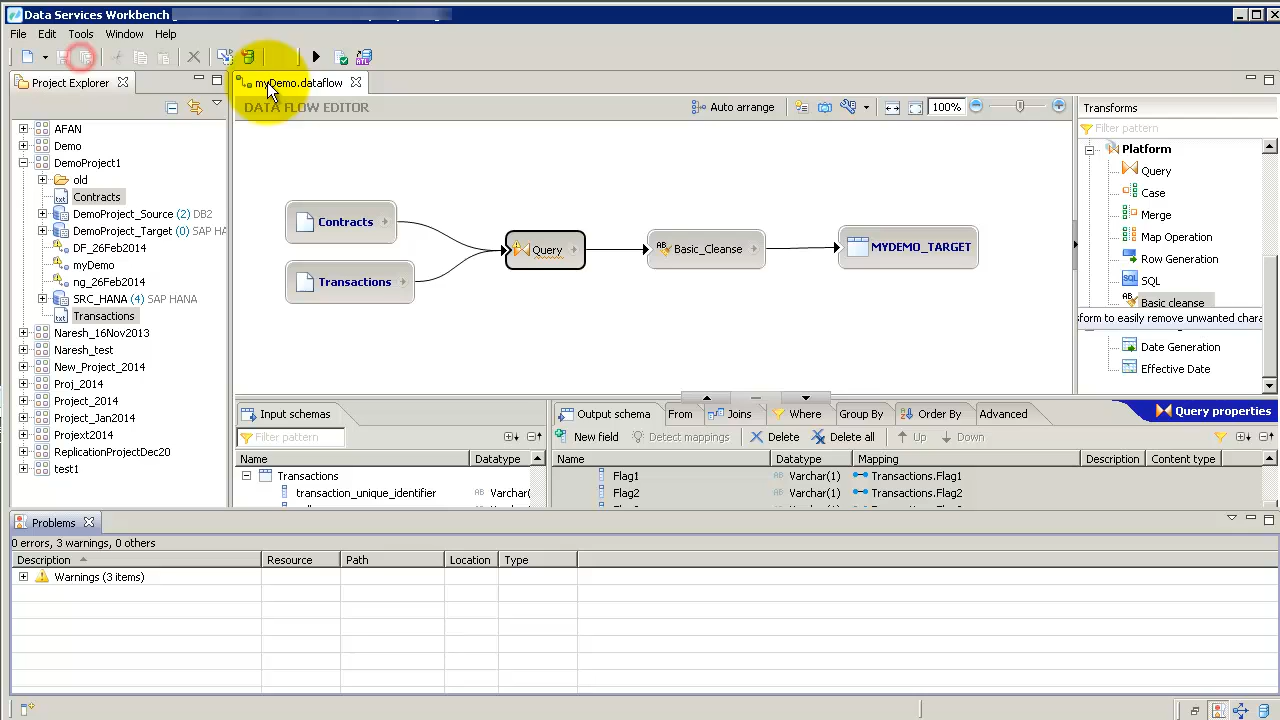 Data Services Workbench
File Edit Tools Window Help
ATL
Project Explorer
myDemo.dataflow
DATA FLOW EDITOR
Auto arrange
100%
Transforms
Filter pattern
AFAN
Demo
DemoProject1
old
Contracts
DemoProject_Source (2) DB2
DemoProject_Target (0) SAP HA
DF_26Feb2014
myDemo
ng_26Feb2014
SRC_HANA (4) SAP HANA
Transactions
Naresh_16Nov2013
Naresh_test
New_Project_2014
Proj_2014
Project_2014
Project_Jan2014
Projext2014
ReplicationProjectDec20
test1
Contracts
Transactions
Query
Basic_Cleanse
MYDEMO_TARGET
Platform
Query
Case
Merge
Map Operation
Row Generation
SQL
Basic cleanse
sform to easily remove unwanted chara
Date Generation
Effective Date
Input schemas
Filter pattern
Name Datatype
Transactions
transaction_unique_identifier Varchar(
Output schema From Joins Where Group By Order By Advanced
Query properties
New field Detect mappings Delete Delete all Up Down
Name Datatype Mapping Description Content type
Flag1 Varchar(1) Transactions.Flag1
Flag2 Varchar(1) Transactions.Flag2
Problems
0 errors, 3 warnings, 0 others
Description Resource Path Location Type
Warnings (3 items)